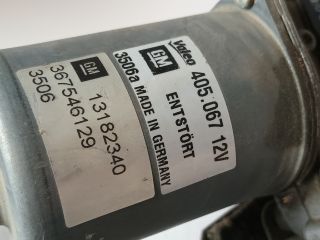 Valeo
405.067 12V
GM
ENTSTÖRT
3506a
MADE IN GERMANY
GM
13182340
367546129
3506